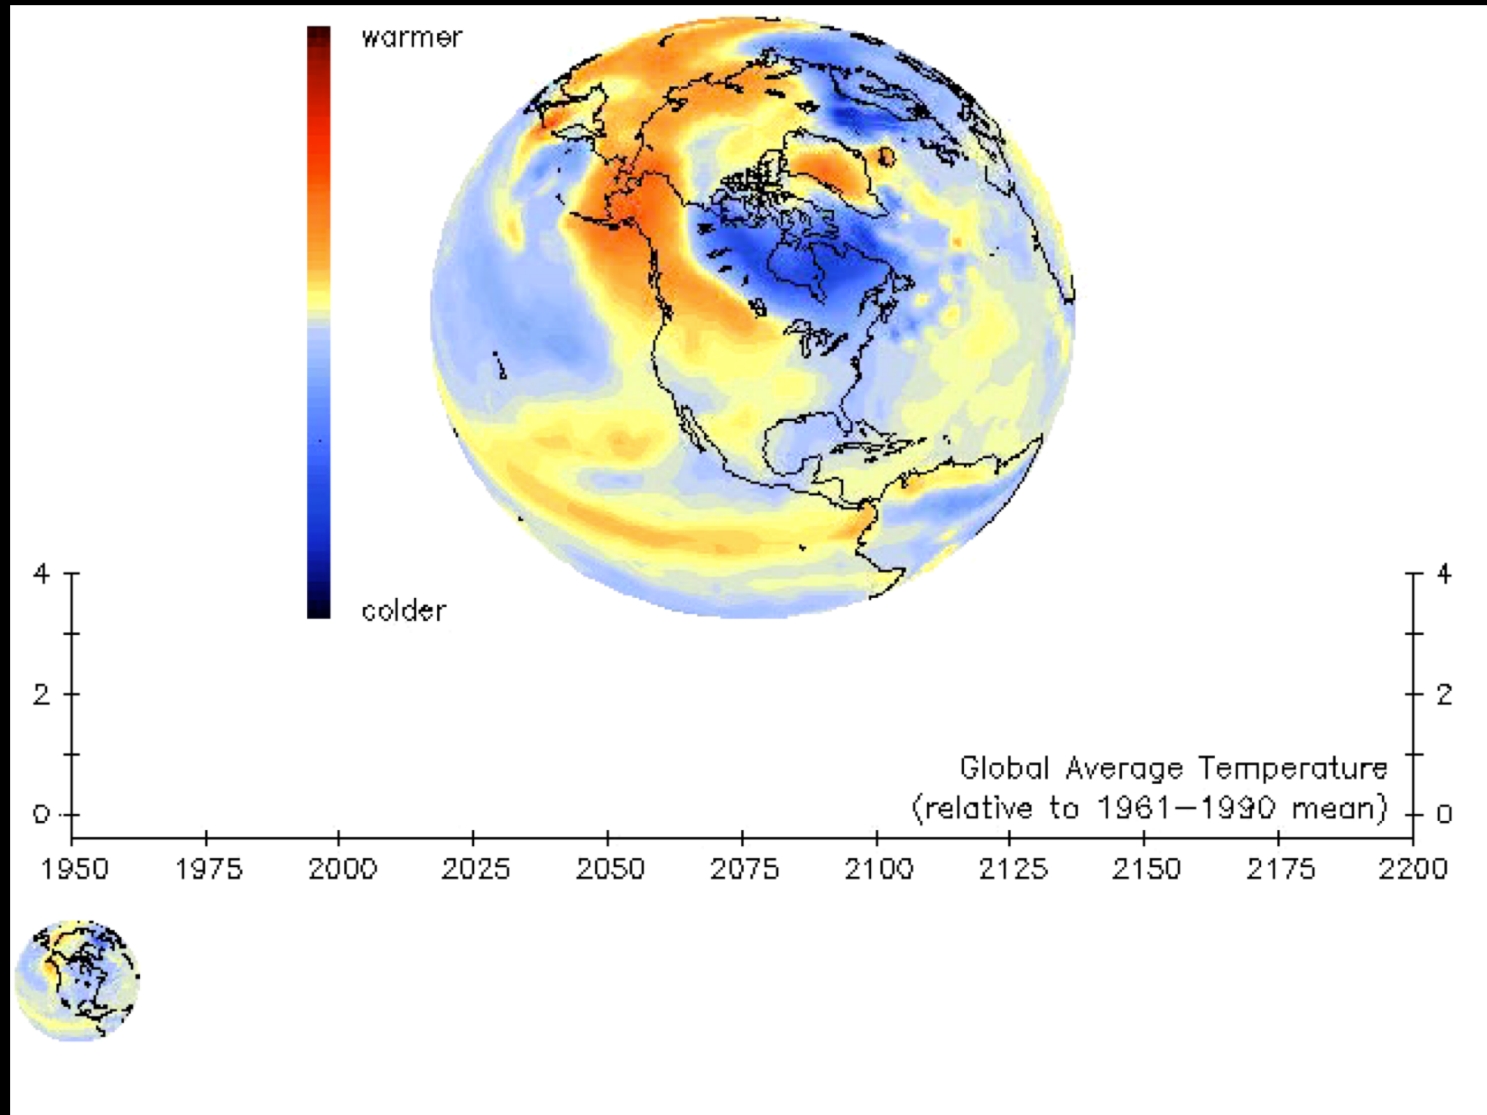 warmer
colder
4 4
2 2
Global Average Temperature
(relative to 1961-1990 mean)
0 0
1950 1975 2000 2025 2050 2075 2100 2125 2150 2175 2200